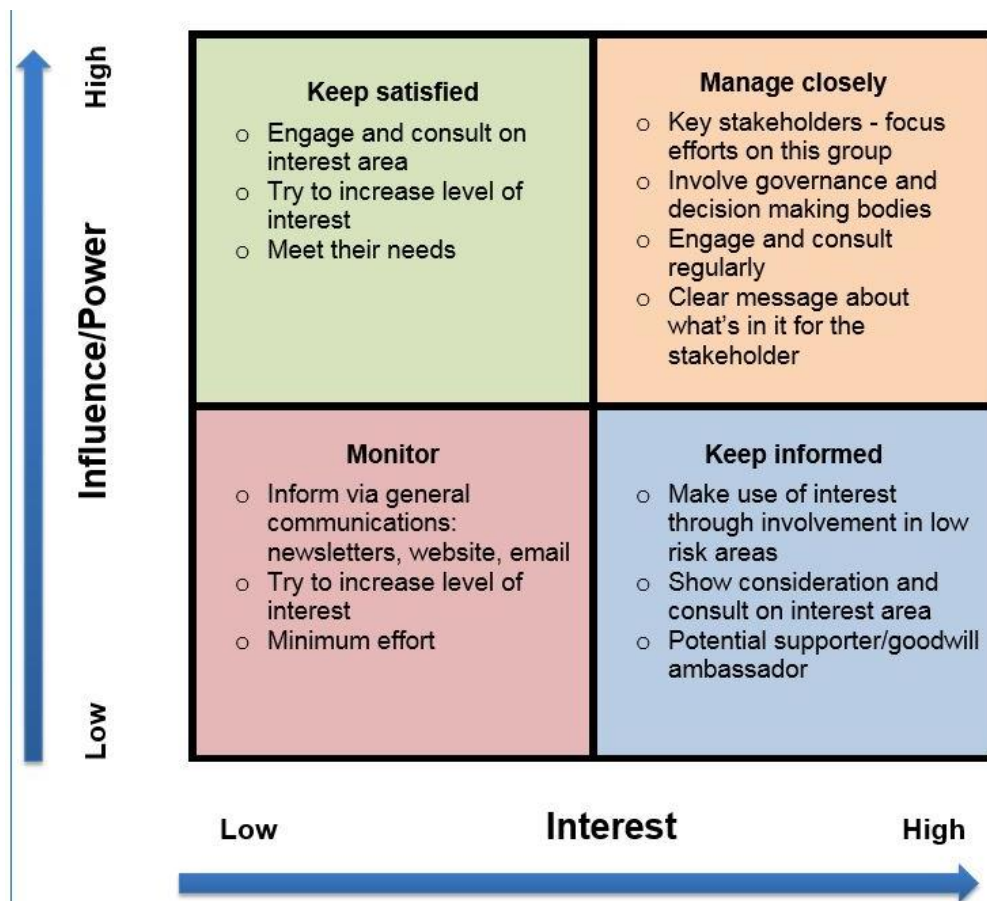 High
Influence/Power
Low
Keep satisfied
o Engage and consult on
interest area
o Try to increase level of
interest
o Meet their needs
Manage closely
o Key stakeholders - focus
efforts on this group
o Involve governance and
decision making bodies
o Engage and consult
regularly
o Clear message about
what's in it for the
stakeholder
Monitor
o Inform via general
communications:
newsletters, website, email
o Try to increase level of
interest
o Minimum effort
Keep informed
o Make use of interest
through involvement in low
risk areas
o Show consideration and
consult on interest area
o Potential supporter/goodwill
ambassador
Low
Interest
High